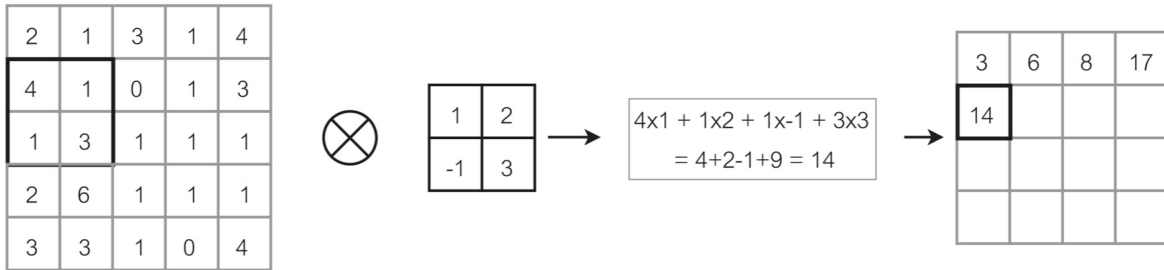 2 1 3 1 4
4 1 0 1 3
1 3 1 1 1
2 6 1 1 1
3 3 1 0 4
1 2
-1 3
4x1 + 1x2 + 1x-1 + 3x3
= 4+2-1+9 = 14
3 6 8 17
14